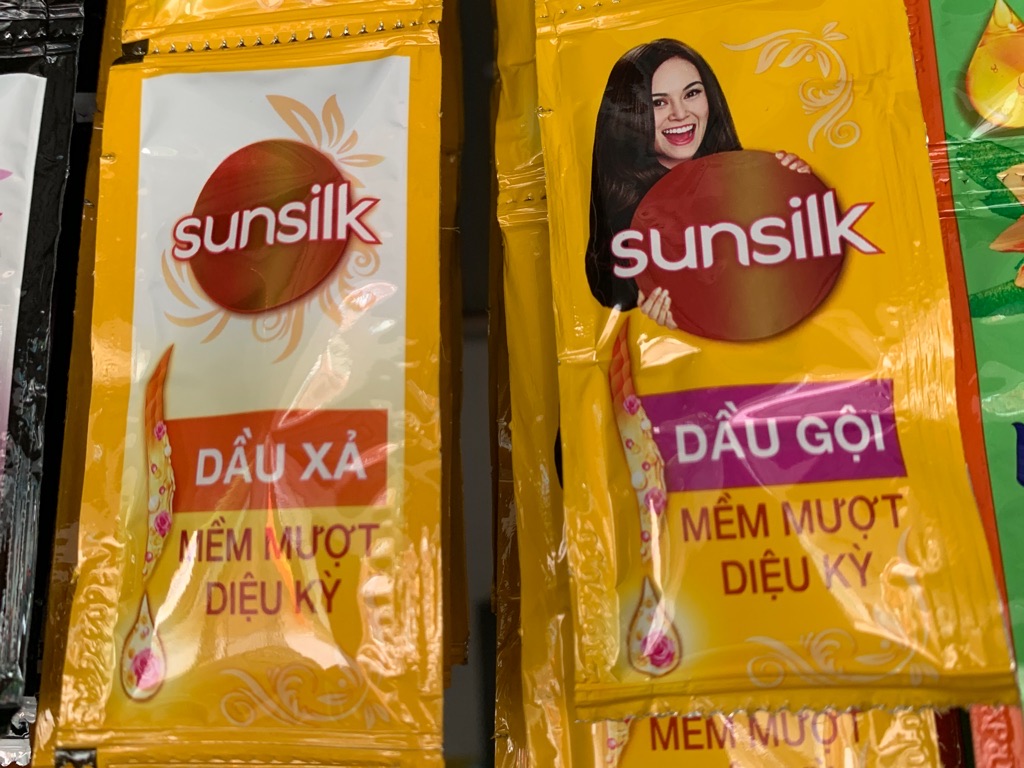 sunsilk
DẦU XẢ
MỀM MƯỢT
DIỆU KỲ
sunsilk
DẦU GỘI
MỀM MƯỢT
DIỆU KỲ
MỀM MƯỢT